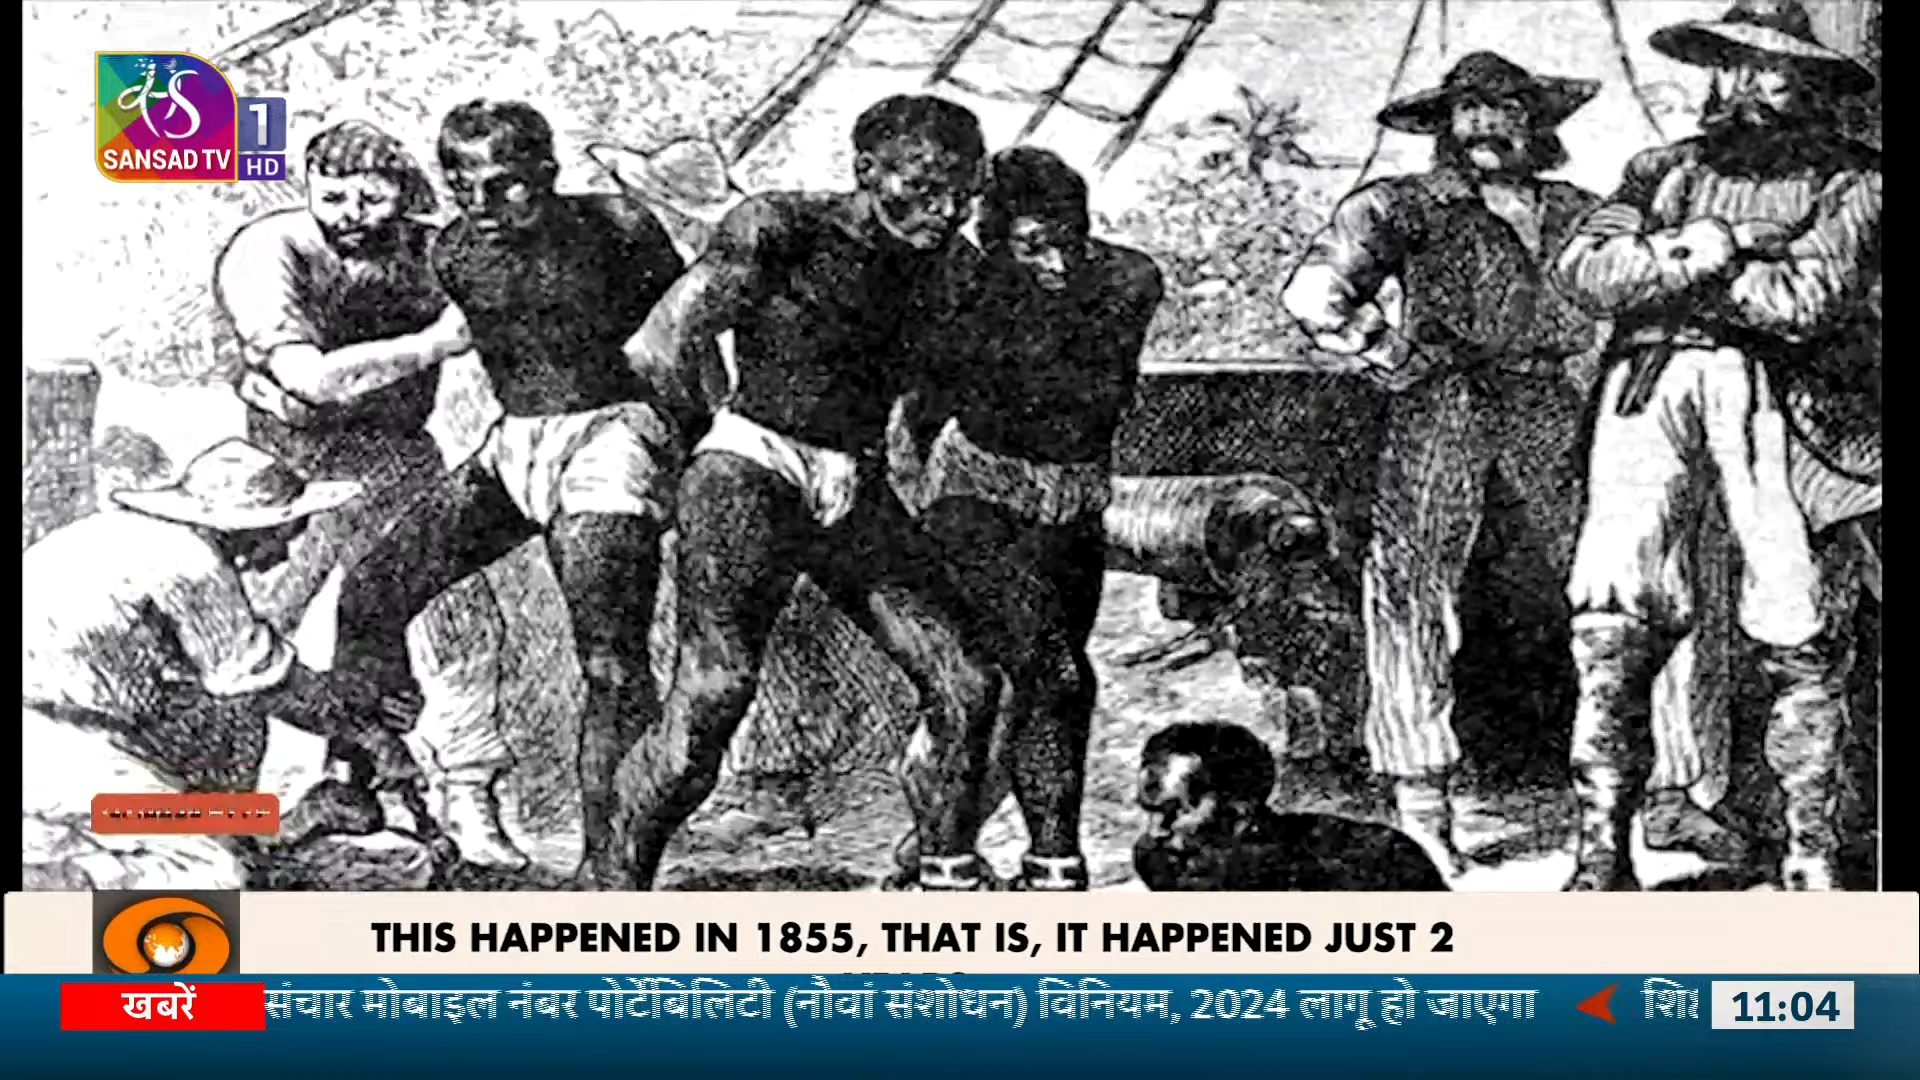 SANSAD TV
1
HD
THIS HAPPENED IN 1855, THAT IS, IT HAPPENED JUST 2
खबरें
संचार मोबाइल नंबर पोर्टेबिलिटी (नौवां संशोधन) विनियम, 2024 लागू हो जाएगा
11:04